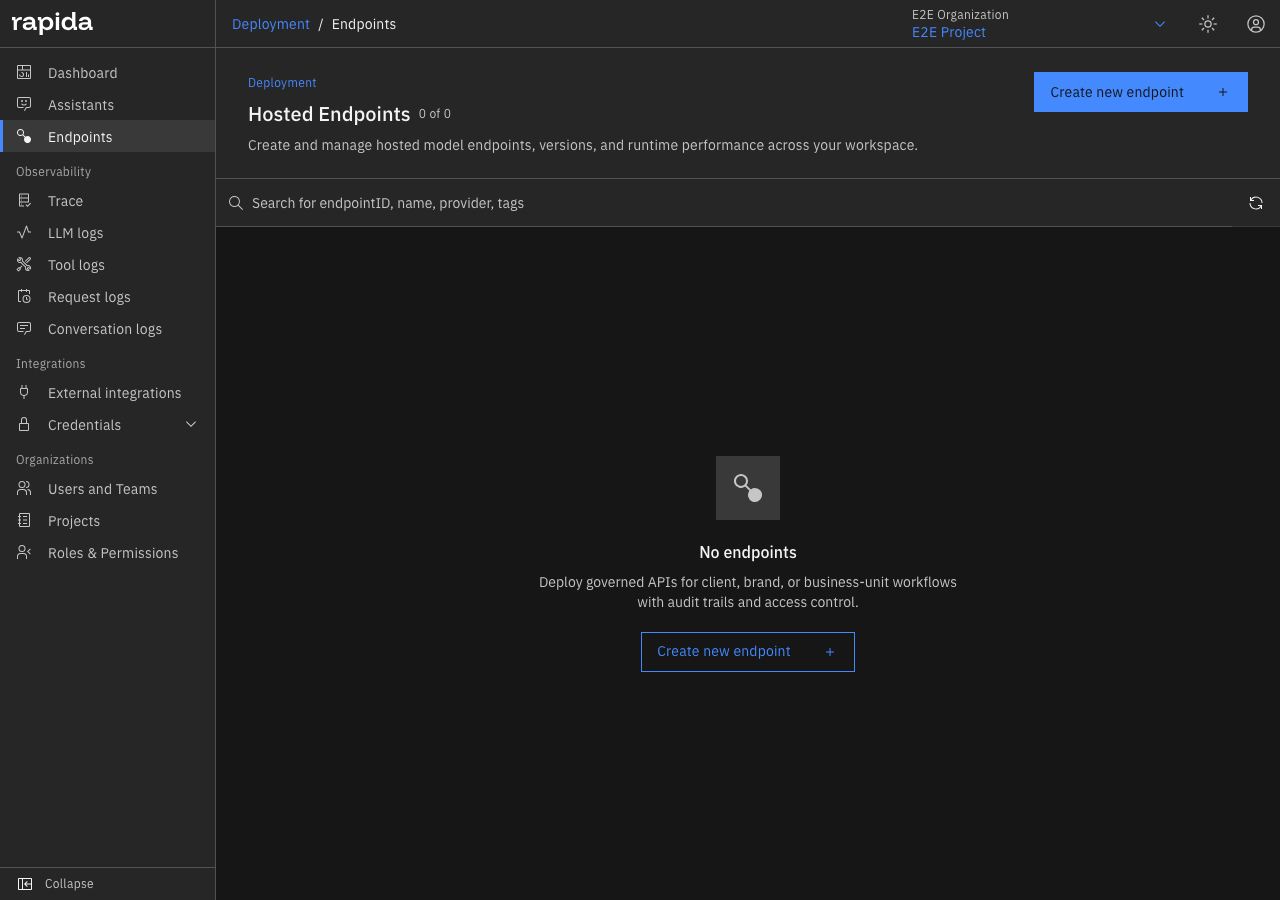 rapida
Deployment / Endpoints
E2E Organization
E2E Project
Dashboard
Assistants
Endpoints
Observability
Trace
LLM logs
Tool logs
Request logs
Conversation logs
Integrations
External integrations
Credentials
Organizations
Users and Teams
Projects
Roles & Permissions
Collapse
Deployment
Hosted Endpoints 0 of 0
Create and manage hosted model endpoints, versions, and runtime performance across your workspace.
Create new endpoint +
Search for endpointID, name, provider, tags
No endpoints
Deploy governed APIs for client, brand, or business-unit workflows
with audit trails and access control.
Create new endpoint +